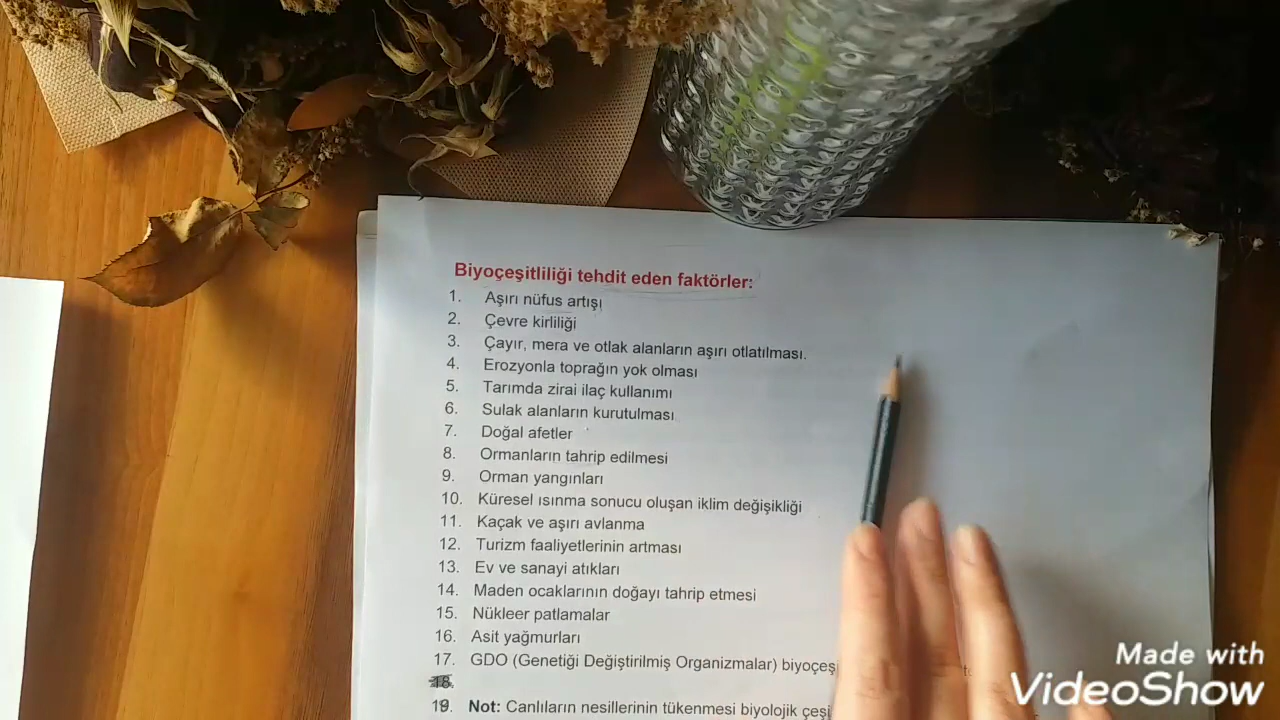 Biyoçeşitliliği tehdit eden faktörler:
1. Aşırı nüfus artışı
2. Çevre kirliliği
3. Çayır, mera ve otlak alanların aşırı otlatılması.
4. Erozyonla toprağın yok olması
5. Tarımda zirai ilaç kullanımı
6. Sulak alanların kurutulması
7. Doğal afetler
8. Ormanların tahrip edilmesi
9. Orman yangınları
10. Küresel ısınma sonucu oluşan iklim değişikliği
11. Kaçak ve aşırı avlanma
12. Turizm faaliyetlerinin artması
13. Ev ve sanayi atıkları
14. Maden ocaklarının doğayı tahrip etmesi
15. Nükleer patlamalar
16. Asit yağmurları
17. GDO (Genetiği Değiştirilmiş Organizmalar)
18.
19. Not: Canlıların nesillerinin tükenmesi biyolojik
Made with
VideoShow